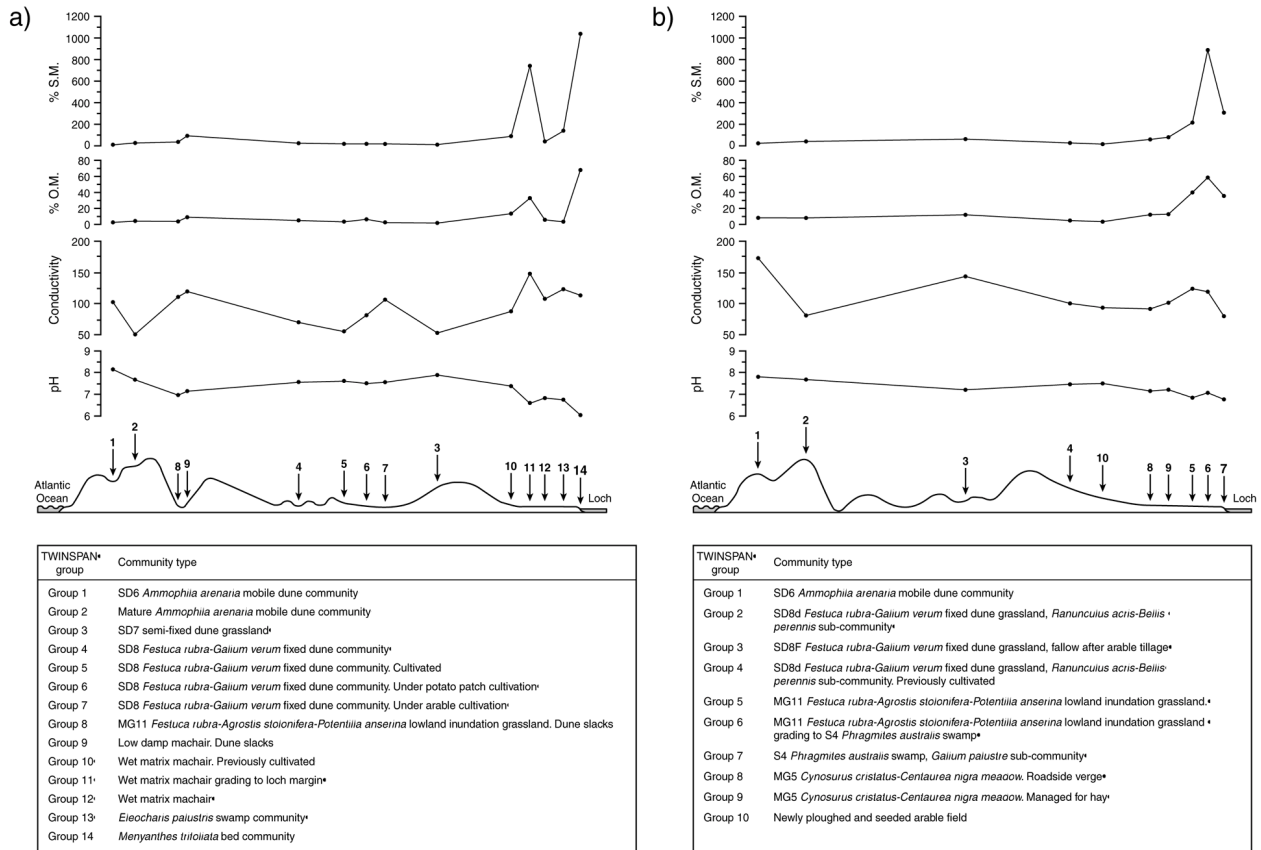 a)
1200
1000
800
600
400
200
0
% S.M.
80
60
40
20
0
% O.M.
200
150
100
50
Conductivity
9
8
7
6
pH
1 2 8 9 4 5 6 7 3 10 11 12 13 14
Atlantic
Ocean
Loch
TWINSPAN
group Community type
Group 1 SD6 Ammophila arenaria mobile dune community
Group 2 Mature Ammophila arenaria mobile dune community
Group 3 SD7 semi-fixed dune grassland
Group 4 SD8 Festuca rubra-Galium verum fixed dune community
Group 5 SD8 Festuca rubra-Galium verum fixed dune community. Cultivated
Group 6 SD8 Festuca rubra-Galium verum fixed dune community. Under potato patch cultivation
Group 7 SD8 Festuca rubra-Galium verum fixed dune community. Under arable cultivation
Group 8 MG11 Festuca rubra-Agrostis stolonifera-Potentilla anserina lowland inundation grassland. Dune slacks
Group 9 Low damp machair. Dune slacks
Group 10 Wet matrix machair. Previously cultivated
Group 11 Wet matrix machair grading to loch margin
Group 12 Wet matrix machair
Group 13 Eleocharis palustris swamp community
Group 14 Menyanthes trifoliata bed community
b)
1200
1000
800
600
400
200
0
% S.M.
80
60
40
20
0
% O.M.
200
150
100
50
Conductivity
9
8
7
6
pH
1 2 3 4 10 8 9 5 6 7
Atlantic
Ocean
Loch
TWINSPAN
group Community type
Group 1 SD6 Ammophila arenaria mobile dune community
Group 2 SD8d Festuca rubra-Galium verum fixed dune grassland, Ranunculus acris-Bellis
perennis sub-community
Group 3 SD8F Festuca rubra-Galium verum fixed dune grassland, fallow after arable tillage
Group 4 SD8d Festuca rubra-Galium verum fixed dune grassland, Ranunculus acris-Bellis
perennis sub-community. Previously cultivated
Group 5 MG11 Festuca rubra-Agrostis stolonifera-Potentilla anserina lowland inundation grassland.
Group 6 MG11 Festuca rubra-Agrostis stolonifera-Potentilla anserina lowland inundation grassland
grading to S4 Phragmites australis swamp
Group 7 S4 Phragmites australis swamp, Galium palustre sub-community
Group 8 MG5 Cynosurus cristatus-Centaurea nigra meadow. Roadside verge
Group 9 MG5 Cynosurus cristatus-Centaurea nigra meadow. Managed for hay
Group 10 Newly ploughed and seeded arable field